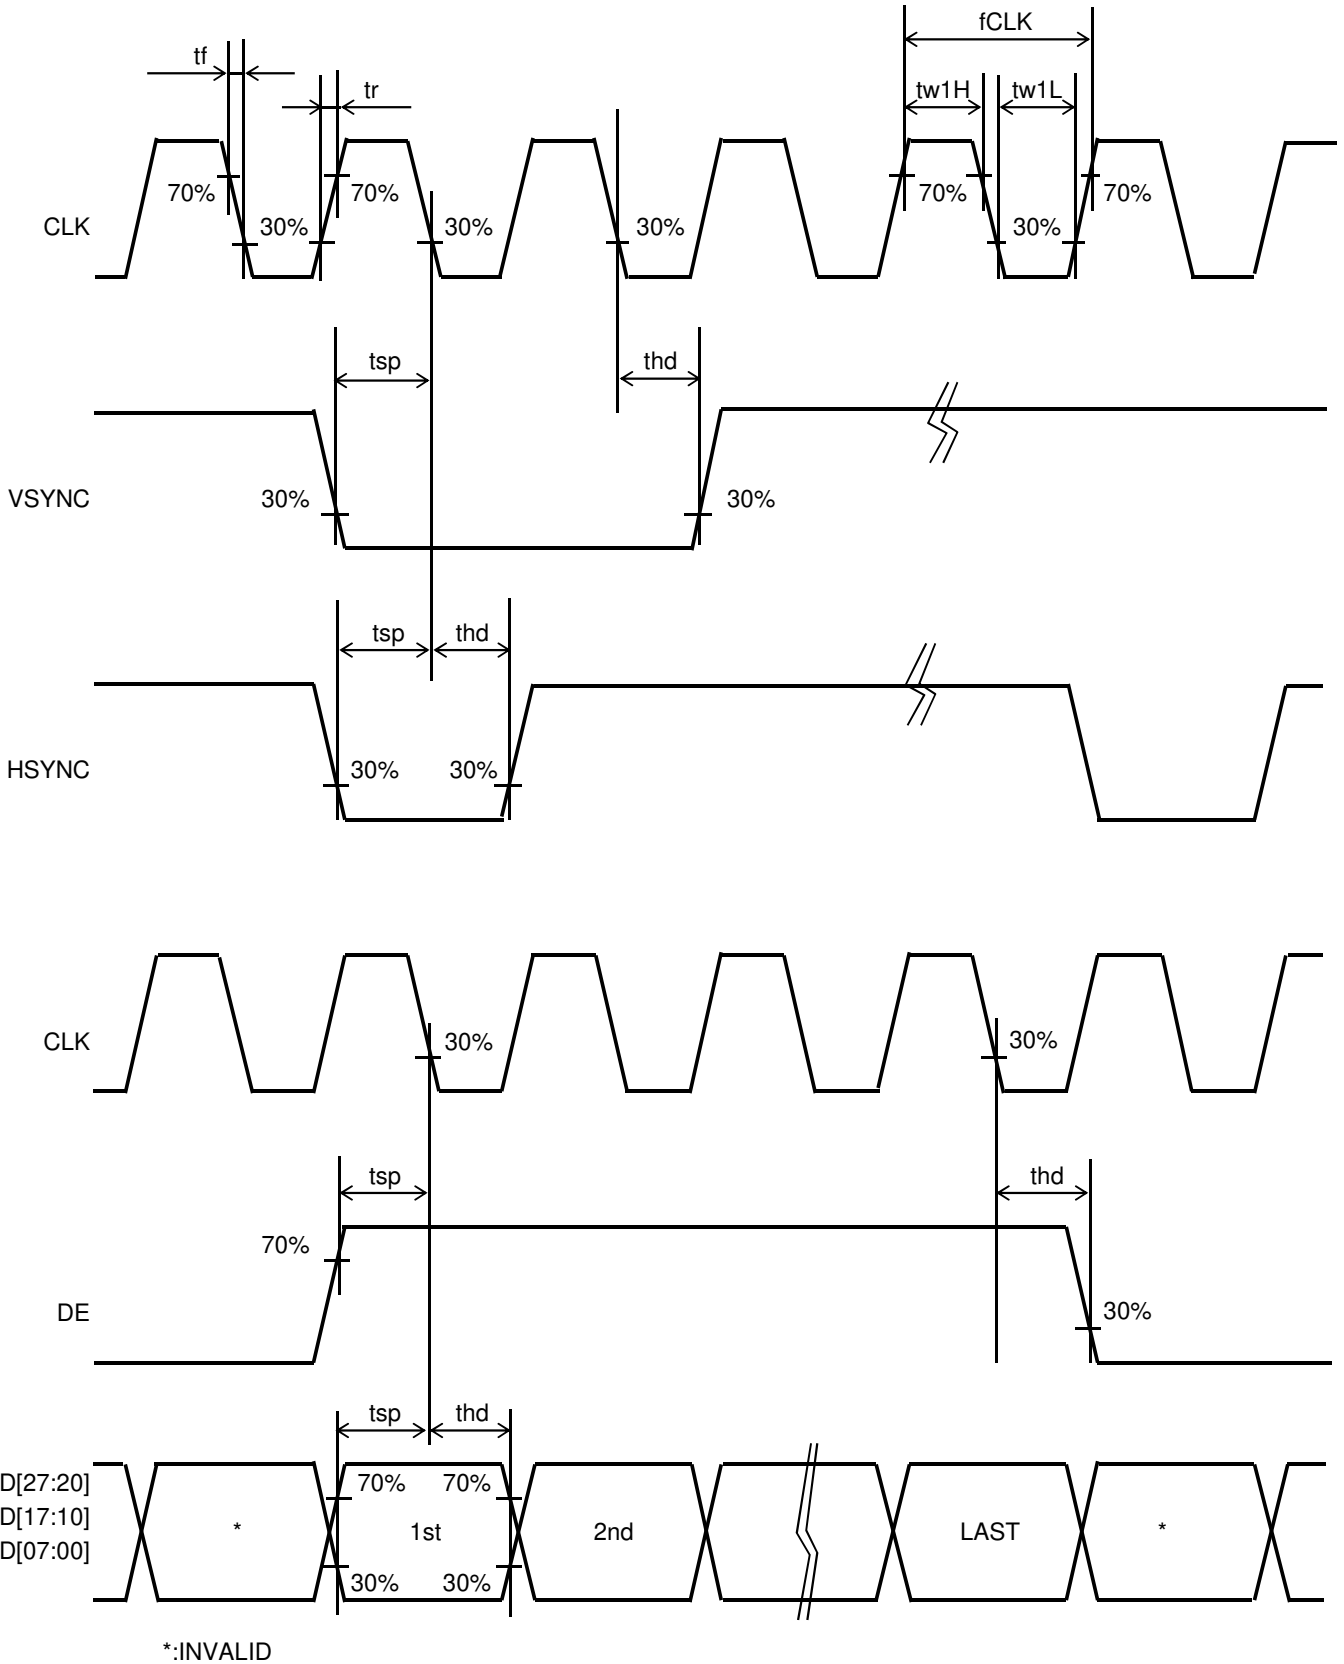 fCLK
tf
tr
tw1H
tw1L
70%
70%
70%
70%
CLK
30%
30%
30%
30%
tsp
thd
VSYNC
30%
30%
tsp
thd
HSYNC
30%
30%
CLK
30%
30%
tsp
thd
70%
DE
30%
tsp
thd
D[27:20]
70%
70%
D[17:10]
*
1st
2nd
LAST
*
D[07:00]
30%
30%
*:INVALID